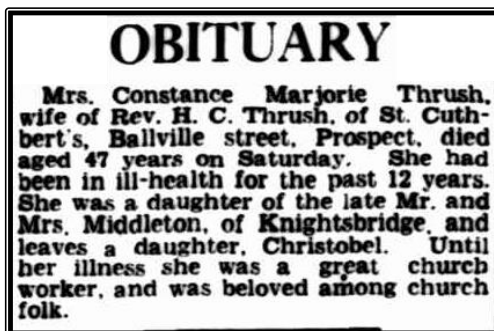 OBITUARY
Mrs. Constance Marjorie Thrush,
wife of Rev. H. C. Thrush, of St. Cuth-
bert's, Ballville street, Prospect, died
aged 47 years on Saturday. She had
been in ill-health for the past 12 years.
She was a daughter of the late Mr. and
Mrs. Middleton, of Knightsbridge, and
leaves a daughter, Christobel. Until
her illness she was a great church
worker, and was beloved among church
folk.